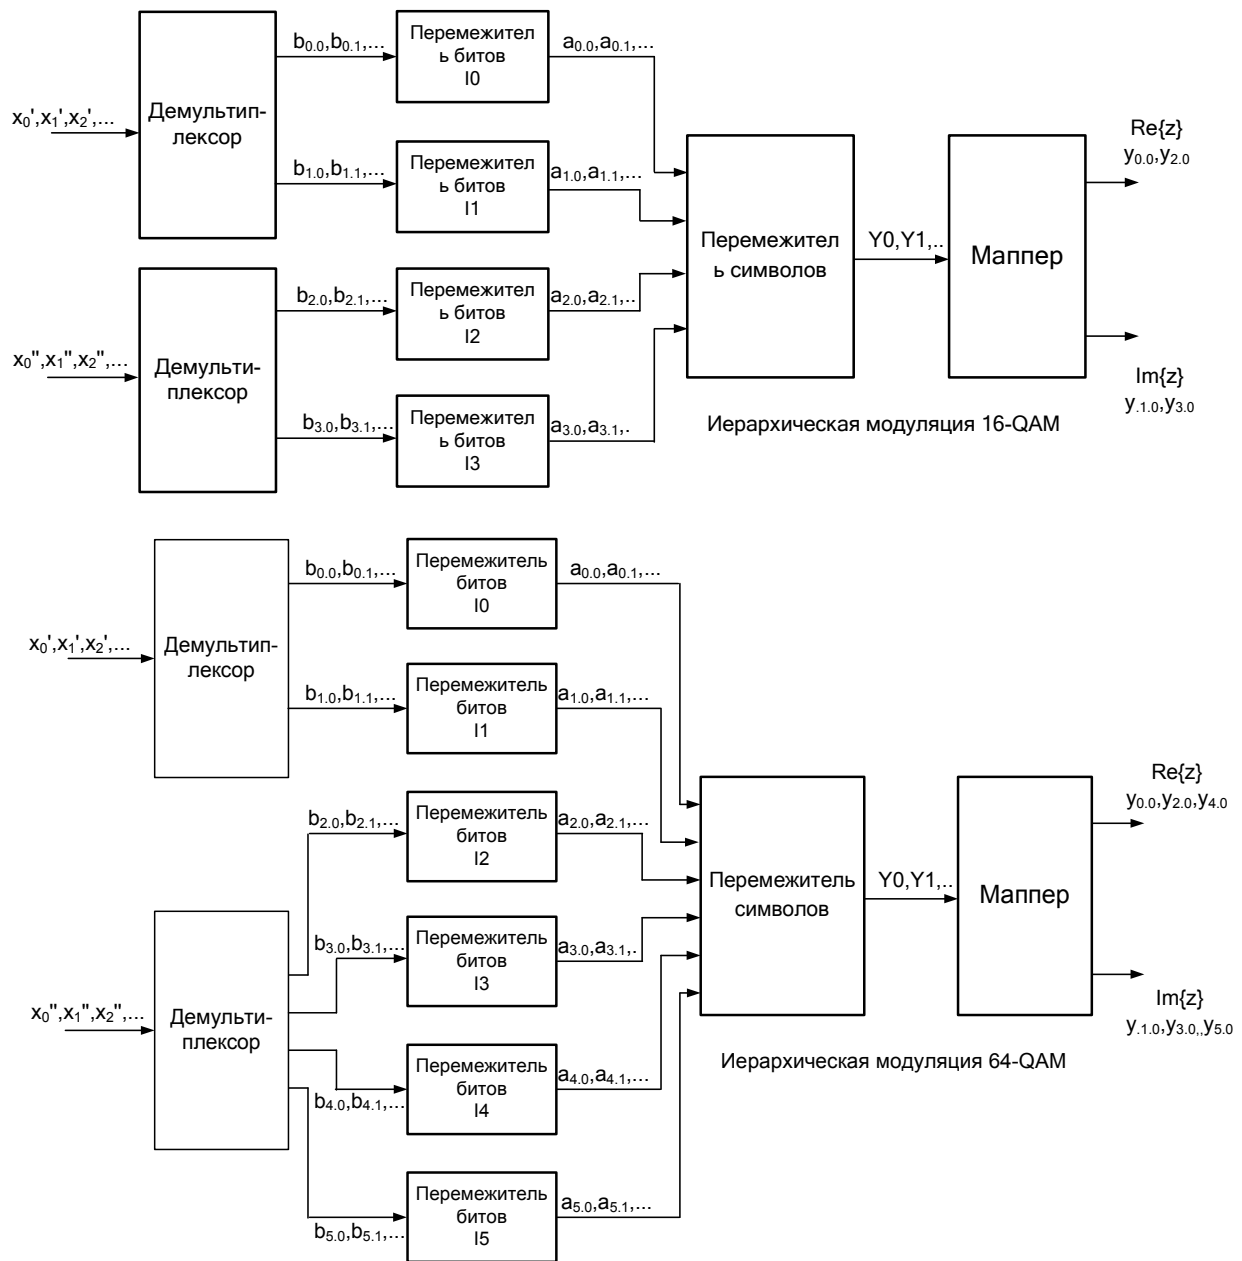 x₀',x₁',x₂',...
Демультип-
лексор
b₀.₀,b₀.₁,...
Перемежител
ь битов
I0
a₀.₀,a₀.₁,...
b₁.₀,b₁.₁,...
Перемежител
ь битов
I1
a₁.₀,a₁.₁,...
x₀'',x₁'',x₂'',...
Демульти-
плексор
b₂.₀,b₂.₁,...
Перемежител
ь битов
I2
a₂.₀,a₂.₁,..
b₃.₀,b₃.₁,...
Перемежител
ь битов
I3
a₃.₀,a₃.₁,.
Перемежител
ь символов
Y0,Y1,..
Маппер
Re{z}
y₀.₀,y₂.₀
Im{z}
y.₁.₀,y₃.₀
Иерархическая модуляция 16-QAM
x₀',x₁',x₂',...
Демультип-
лексор
b₀.₀,b₀.₁,...
Перемежитель
битов
I0
a₀.₀,a₀.₁,...
b₁.₀,b₁.₁,...
Перемежитель
битов
I1
a₁.₀,a₁.₁,...
x₀'',x₁'',x₂'',...
Демульти-
плексор
b₂.₀,b₂.₁,...
Перемежитель
битов
I2
a₂.₀,a₂.₁,...
b₃.₀,b₃.₁,...
Перемежитель
битов
I3
a₃.₀,a₃.₁,.
b₄.₀,b₄.₁,...
Перемежитель
битов
I4
a₄.₀,a₄.₁,...
b₅.₀,b₅.₁,...
Перемежитель
битов
I5
a₅.₀,a₅.₁,...
Перемежитель
символов
Y0,Y1,..
Маппер
Re{z}
y₀.₀,y₂.₀,y₄.₀
Im{z}
y.₁.₀,y₃.₀,,y₅.₀
Иерархическая модуляция 64-QAM